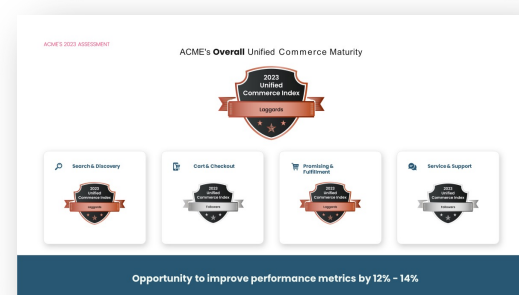 ACME'S 2023 ASSESSMENT
ACME's Overall Unified Commerce Maturity
2023
Unified
Commerce Index
Laggards
Search & Discovery
2023
Unified
Commerce Index
Laggards
Cart & Checkout
2023
Unified
Commerce Index
Followers
Promising &
Fulfillment
2023
Unified
Commerce Index
Laggards
Service & Support
2023
Unified
Commerce Index
Followers
Opportunity to improve performance metrics by 12% - 14%